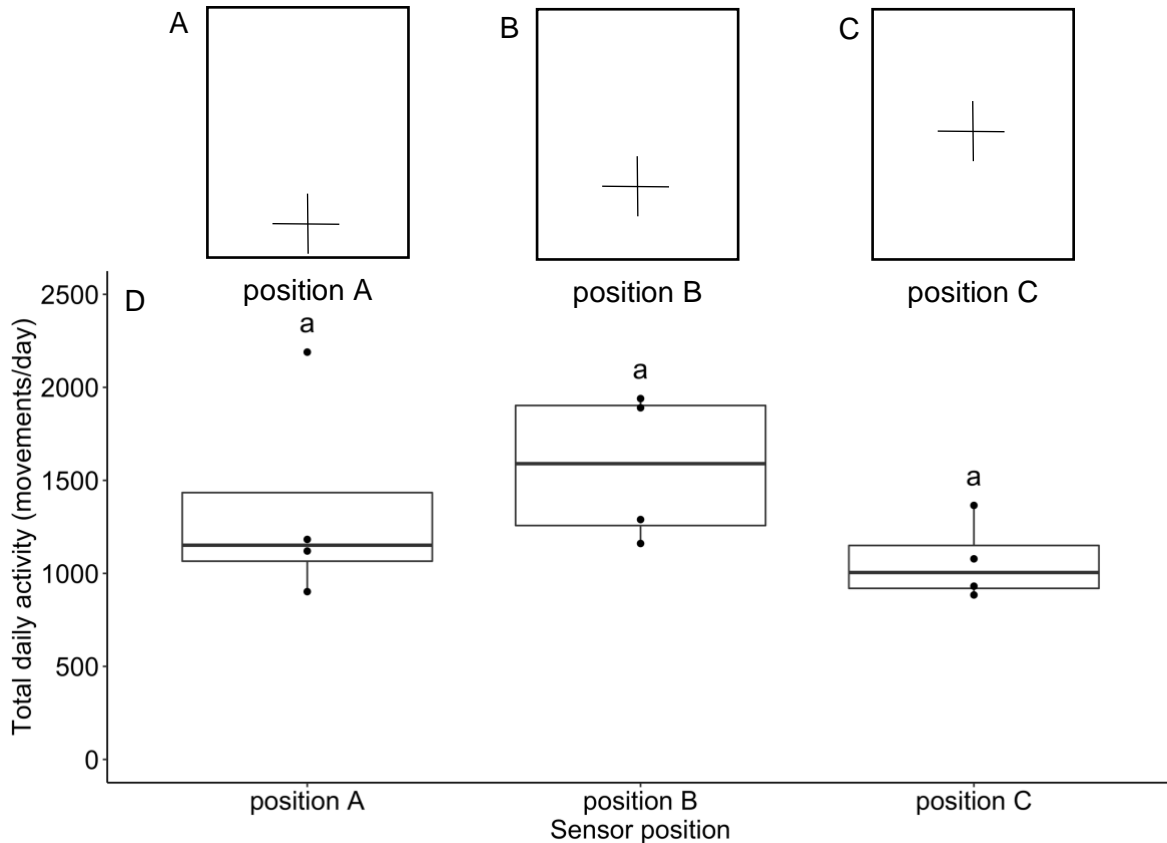 A
B
C
position A
position B
position C
D
2500
2000
1500
1000
500
0
Total daily activity (movements/day)
a
a
a
position A
position B
position C
Sensor position